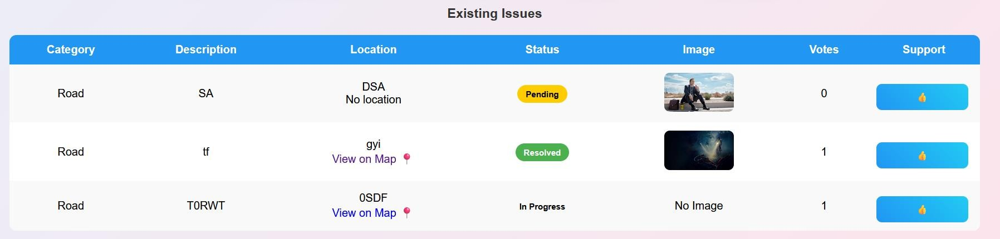 Existing Issues
Category Description Location Status Image Votes Support
Road SA DSA Pending 0
No location
Road tf gyi Resolved 1
View on Map
Road T0RWT 0SDF In Progress No Image 1
View on Map